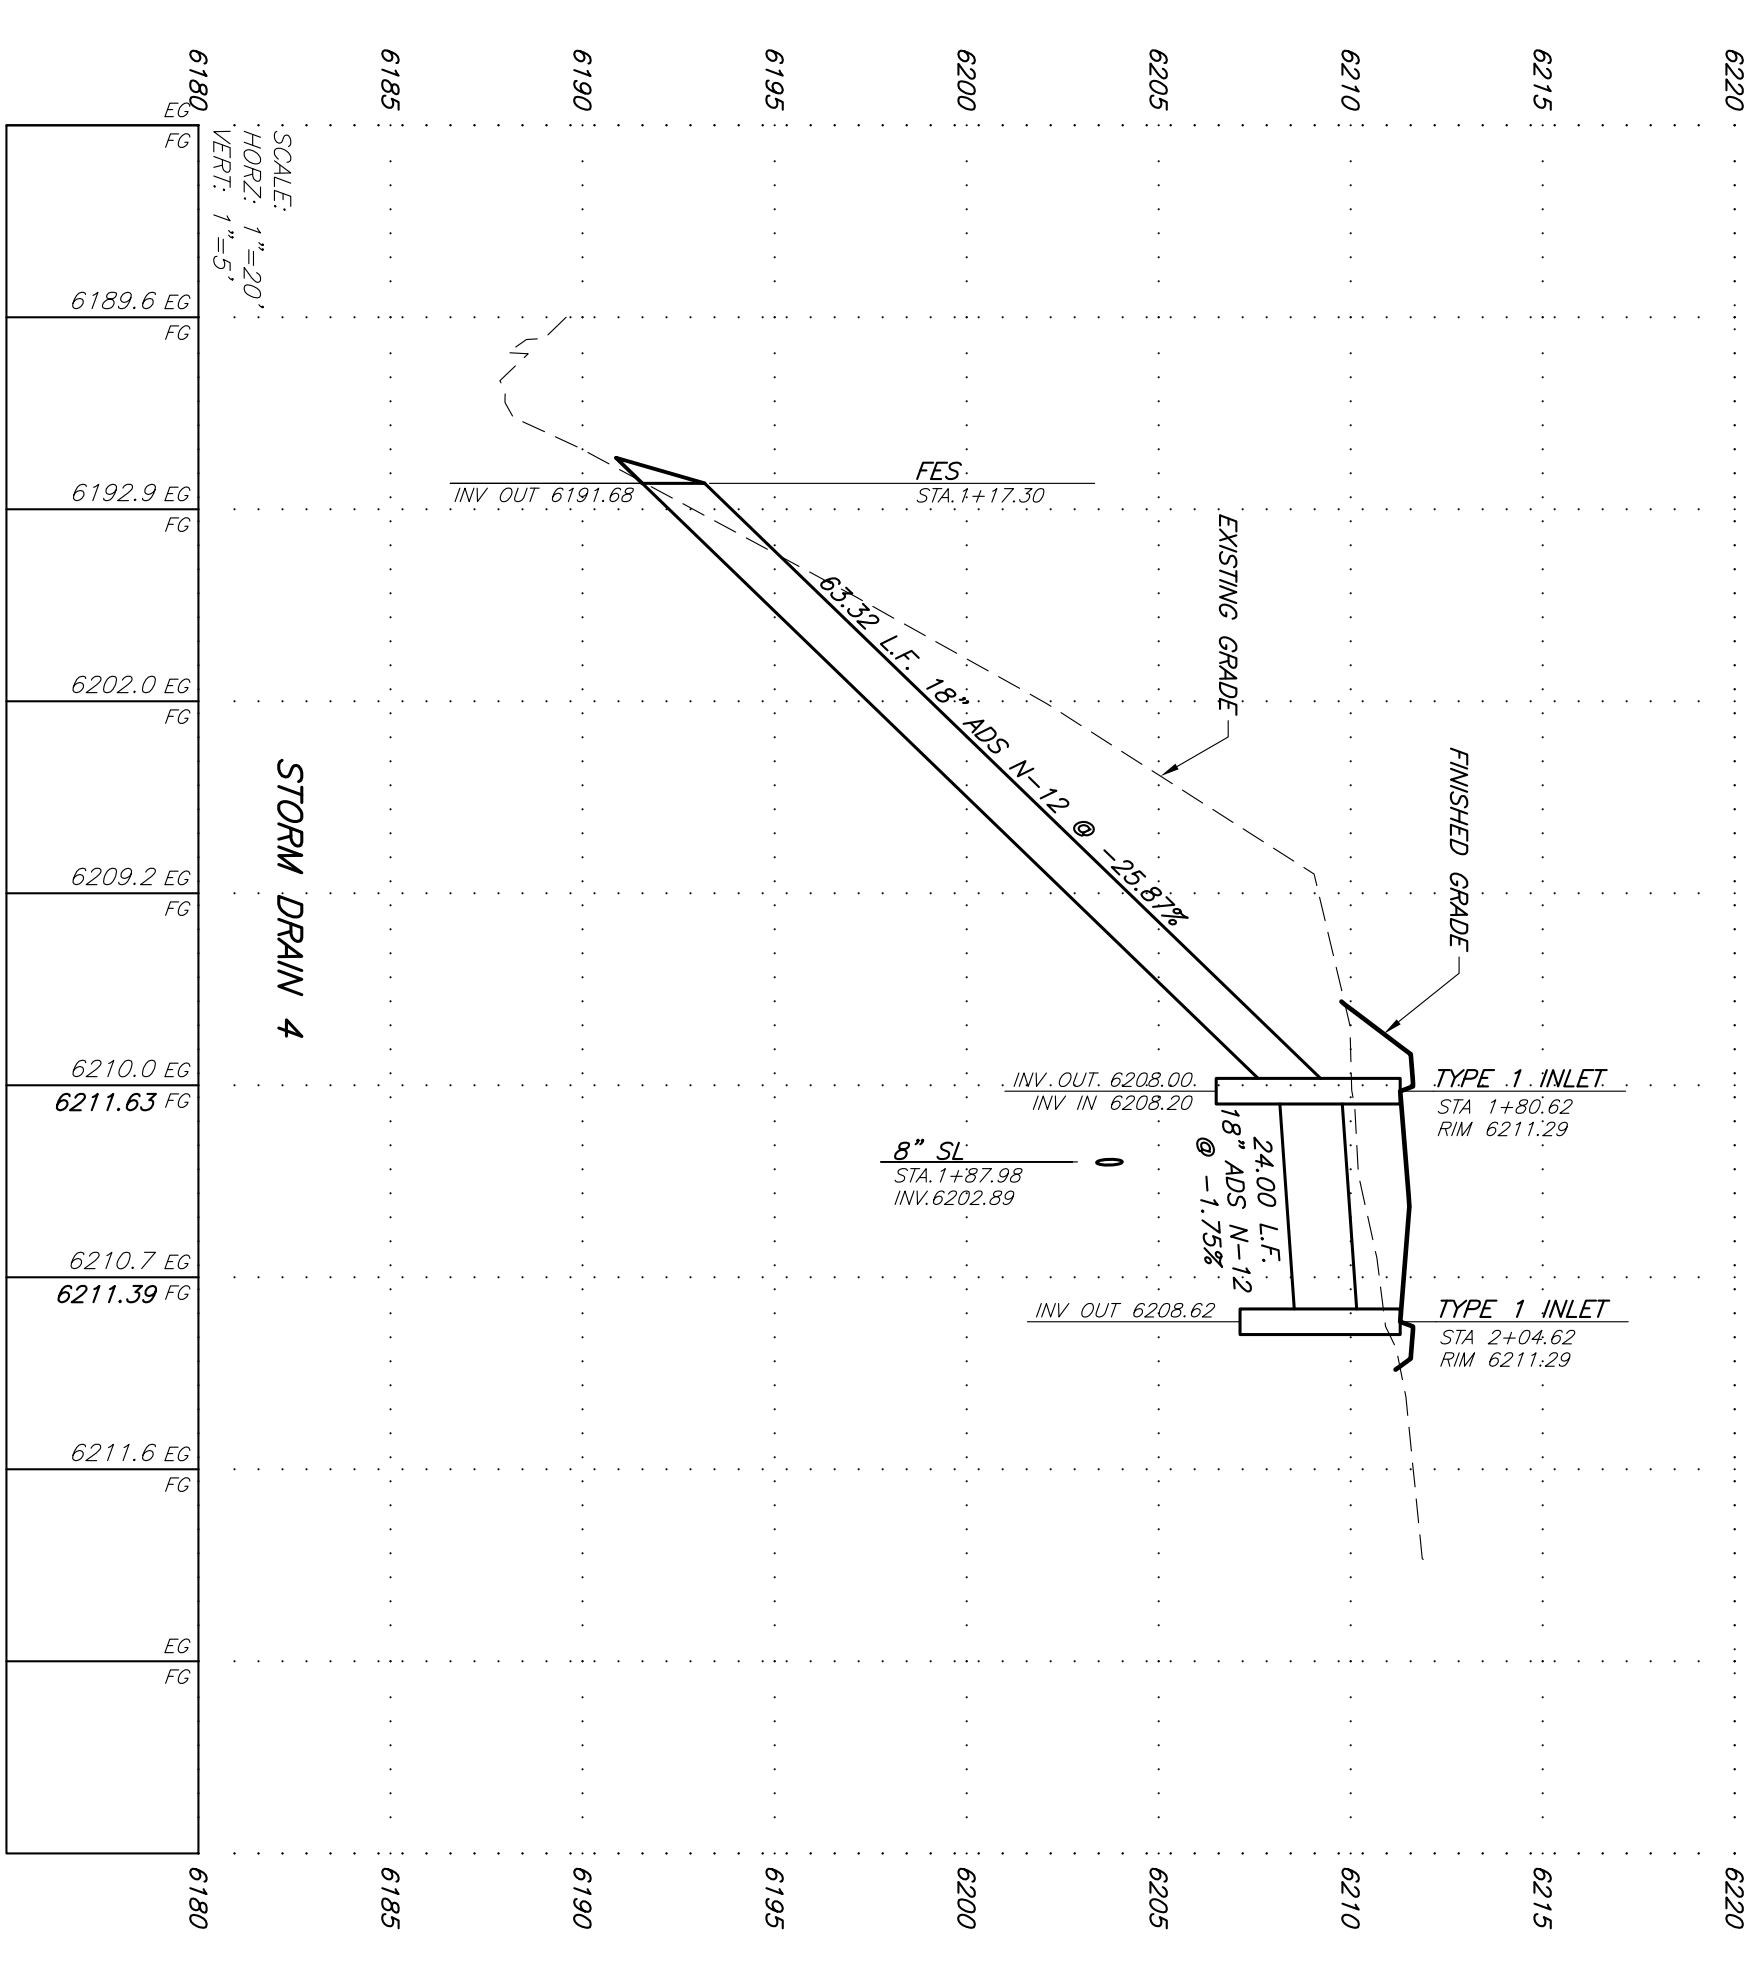 6180
6185
6190
6195
6200
6205
6210
6215
6220
EG
FG
SCALE:
HORZ: 1"=20'
VERT: 1"=5'
6189.6 EG
FG
6192.9 EG
FG
6202.0 EG
FG
6209.2 EG
FG
6210.0 EG
6211.63 FG
6210.7 EG
6211.39 FG
6211.6 EG
FG
EG
FG
STORM DRAIN 4
FES
STA.1+17.30
INV OUT 6191.68
EXISTING GRADE
63.32 L.F. 18" ADS N-12 @ -25.87%
FINISHED GRADE
TYPE 1 INLET
STA 1+80.62
RIM 6211.29
INV OUT 6208.00
INV IN 6208.20
8" SL
STA.1+87.98
INV.6202.89
24.00 L.F.
18" ADS N-12
@ -1.75%
INV OUT 6208.62
TYPE 1 INLET
STA 2+04.62
RIM 6211.29
6180
6185
6190
6195
6200
6205
6210
6215
6220